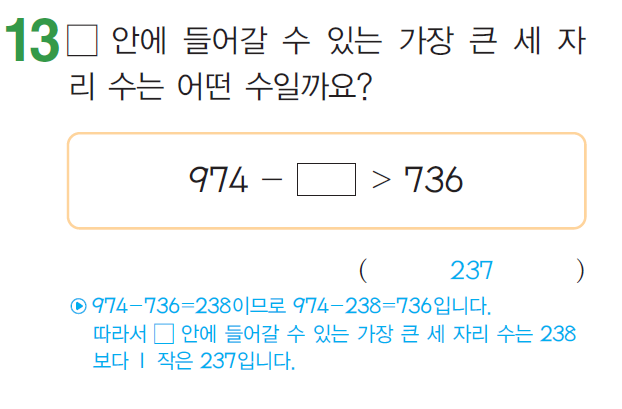 13 □ 안에 들어갈 수 있는 가장 큰 세 자
리 수는 어떤 수일까요?
974 - □ > 736
( 237 )
▶ 974-736=238이므로 974-238=736입니다.
따라서 □ 안에 들어갈 수 있는 가장 큰 세 자리 수는 238
보다 1 작은 237입니다.